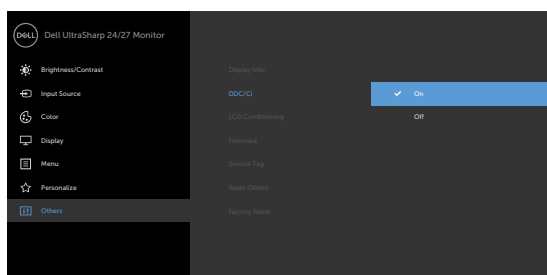 DELL
Dell UltraSharp 24/27 Monitor
Brightness/Contrast
Input Source
Color
Display
Menu
Personalize
Others
Display Info
DDC/CI
LCD Conditioning
Firmware
Service Tag
Reset Others
Factory Reset
On
Off